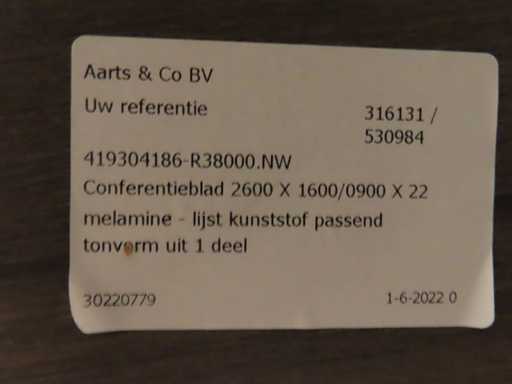 Aarts & Co BV
Uw referentie 316131 /
530984
419304186-R38000.NW
Conferentieblad 2600 X 1600/0900 X 22
melamine - lijst kunststof passend
tonvorm uit 1 deel
30220779 1-6-2022 0